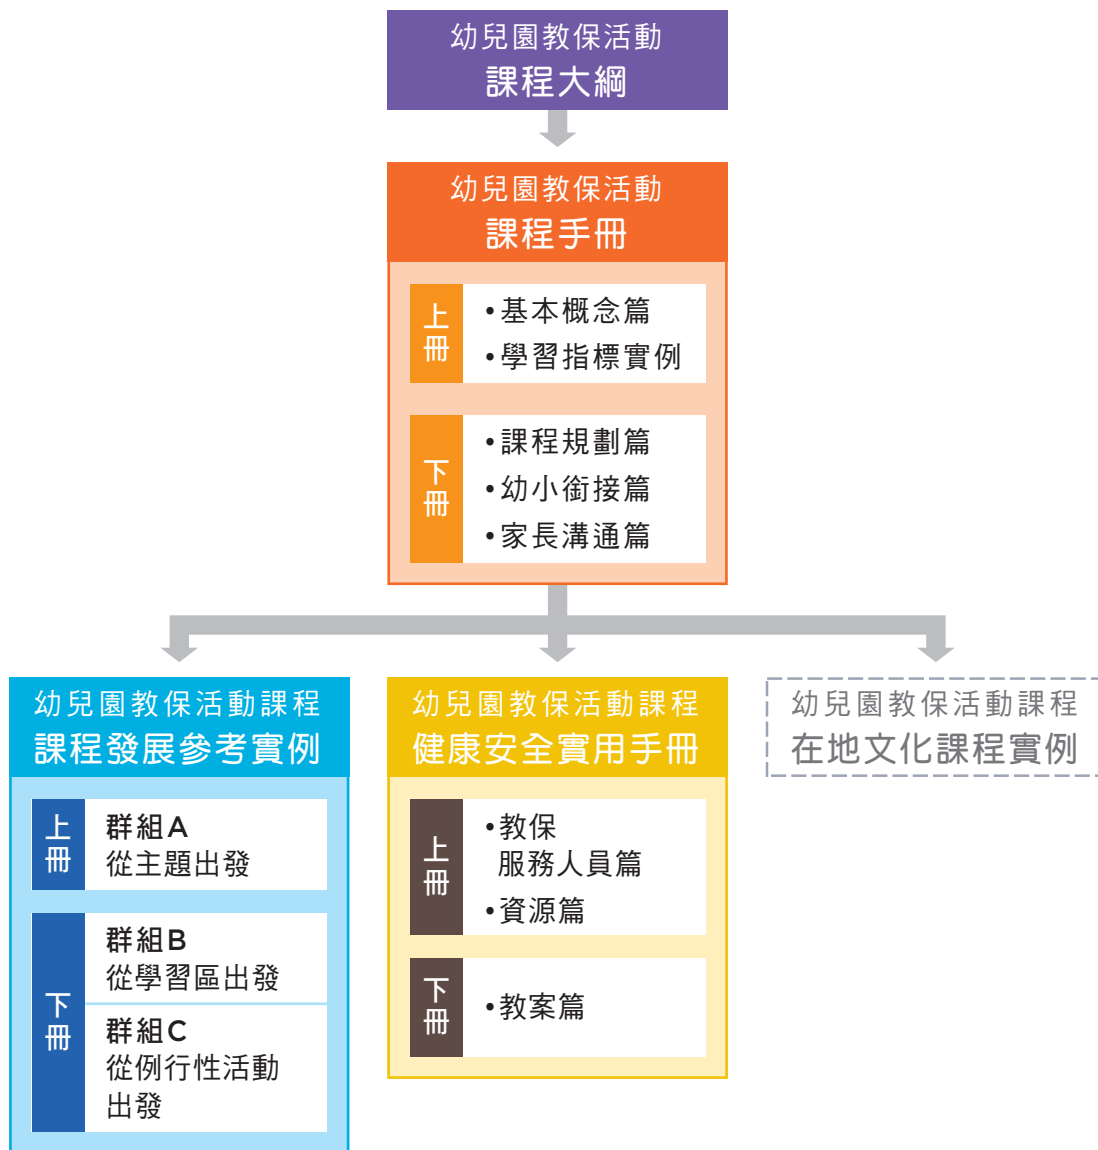 幼兒園教保活動
課程大綱
幼兒園教保活動
課程手冊
上冊
•基本概念篇
•學習指標實例
下冊
•課程規劃篇
•幼小銜接篇
•家長溝通篇
幼兒園教保活動課程
課程發展參考實例
上冊
群組A
從主題出發
下冊
群組B
從學習區出發
群組C
從例行性活動
出發
幼兒園教保活動課程
健康安全實用手冊
上冊
•教保
服務人員篇
•資源篇
下冊
•教案篇
幼兒園教保活動課程
在地文化課程實例